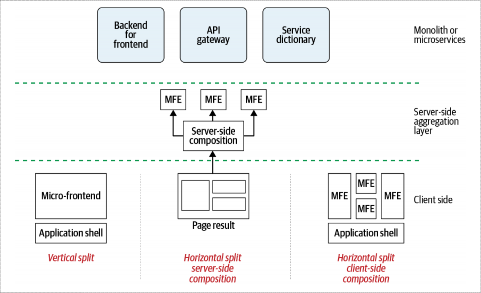 Backend
for
frontend
API
gateway
Service
dictionary
Monolith or
microservices
MFE
MFE
MFE
Server-side
composition
Server-side
aggregation
layer
Micro-frontend
Application shell
Page result
MFE
MFE
MFE
MFE
Application shell
Client side
Vertical split
Horizontal split
server-side
composition
Horizontal split
client-side
composition